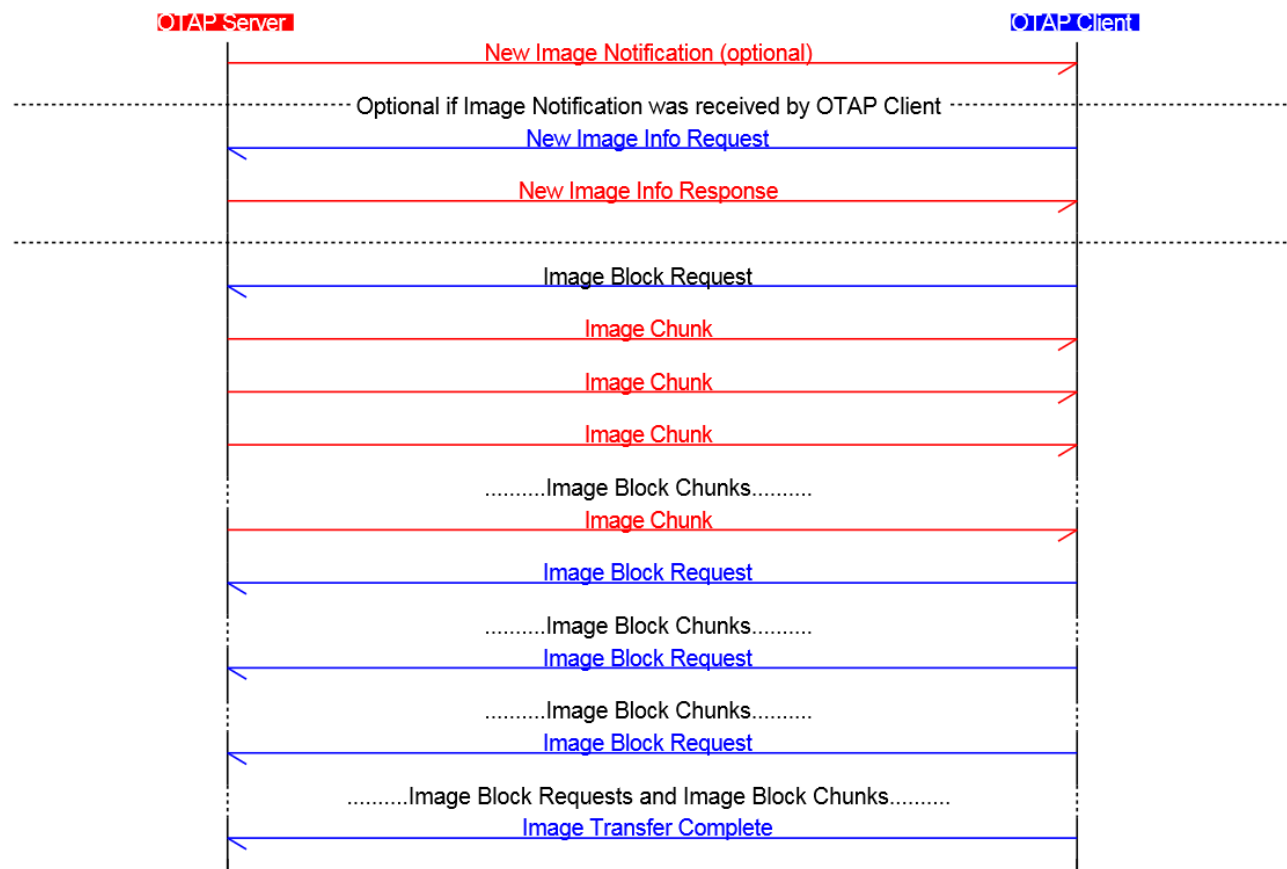 OTAP Server OTAP Client
New Image Notification (optional)
Optional if Image Notification was received by OTAP Client
New Image Info Request
New Image Info Response
Image Block Request
Image Chunk
Image Chunk
Image Chunk
..........Image Block Chunks..........
Image Chunk
Image Block Request
..........Image Block Chunks..........
Image Block Request
..........Image Block Chunks..........
Image Block Request
..........Image Block Requests and Image Block Chunks..........
Image Transfer Complete